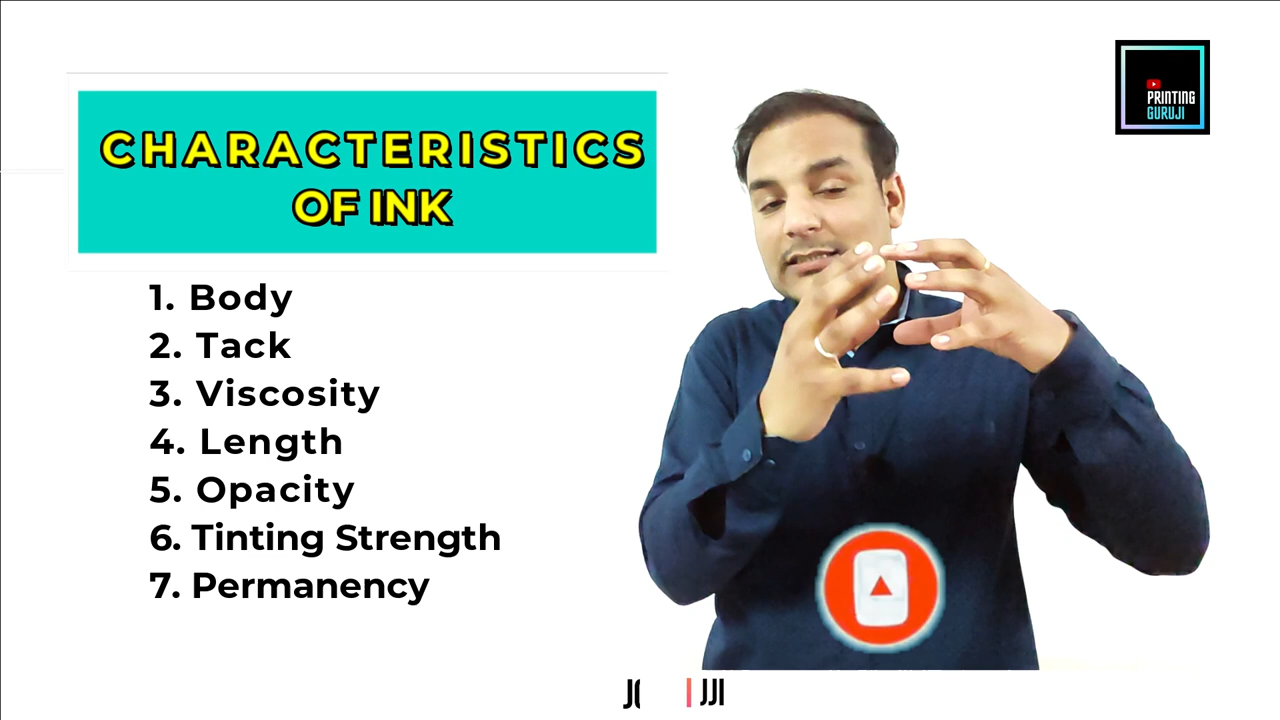 CHARACTERISTICS
OF INK
PRINTING
GURUJI
1. Body
2. Tack
3. Viscosity
4. Length
5. Opacity
6. Tinting Strength
7. Permanency